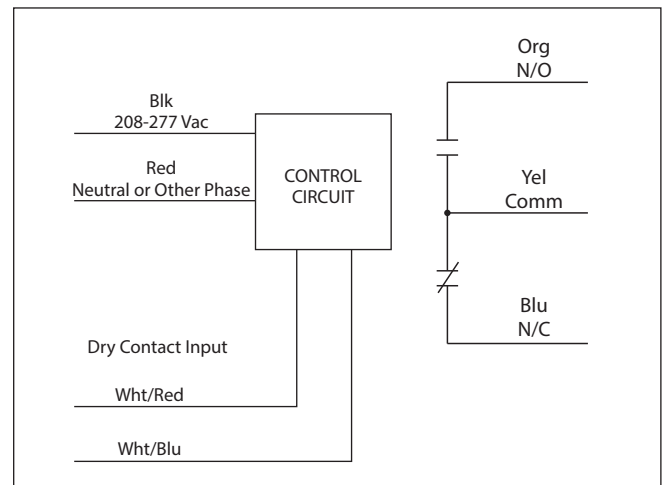 Blk
208-277 Vac
Red
Neutral or Other Phase
CONTROL
CIRCUIT
Dry Contact Input
Wht/Red
Wht/Blu
Org
N/O
Yel
Comm
Blu
N/C